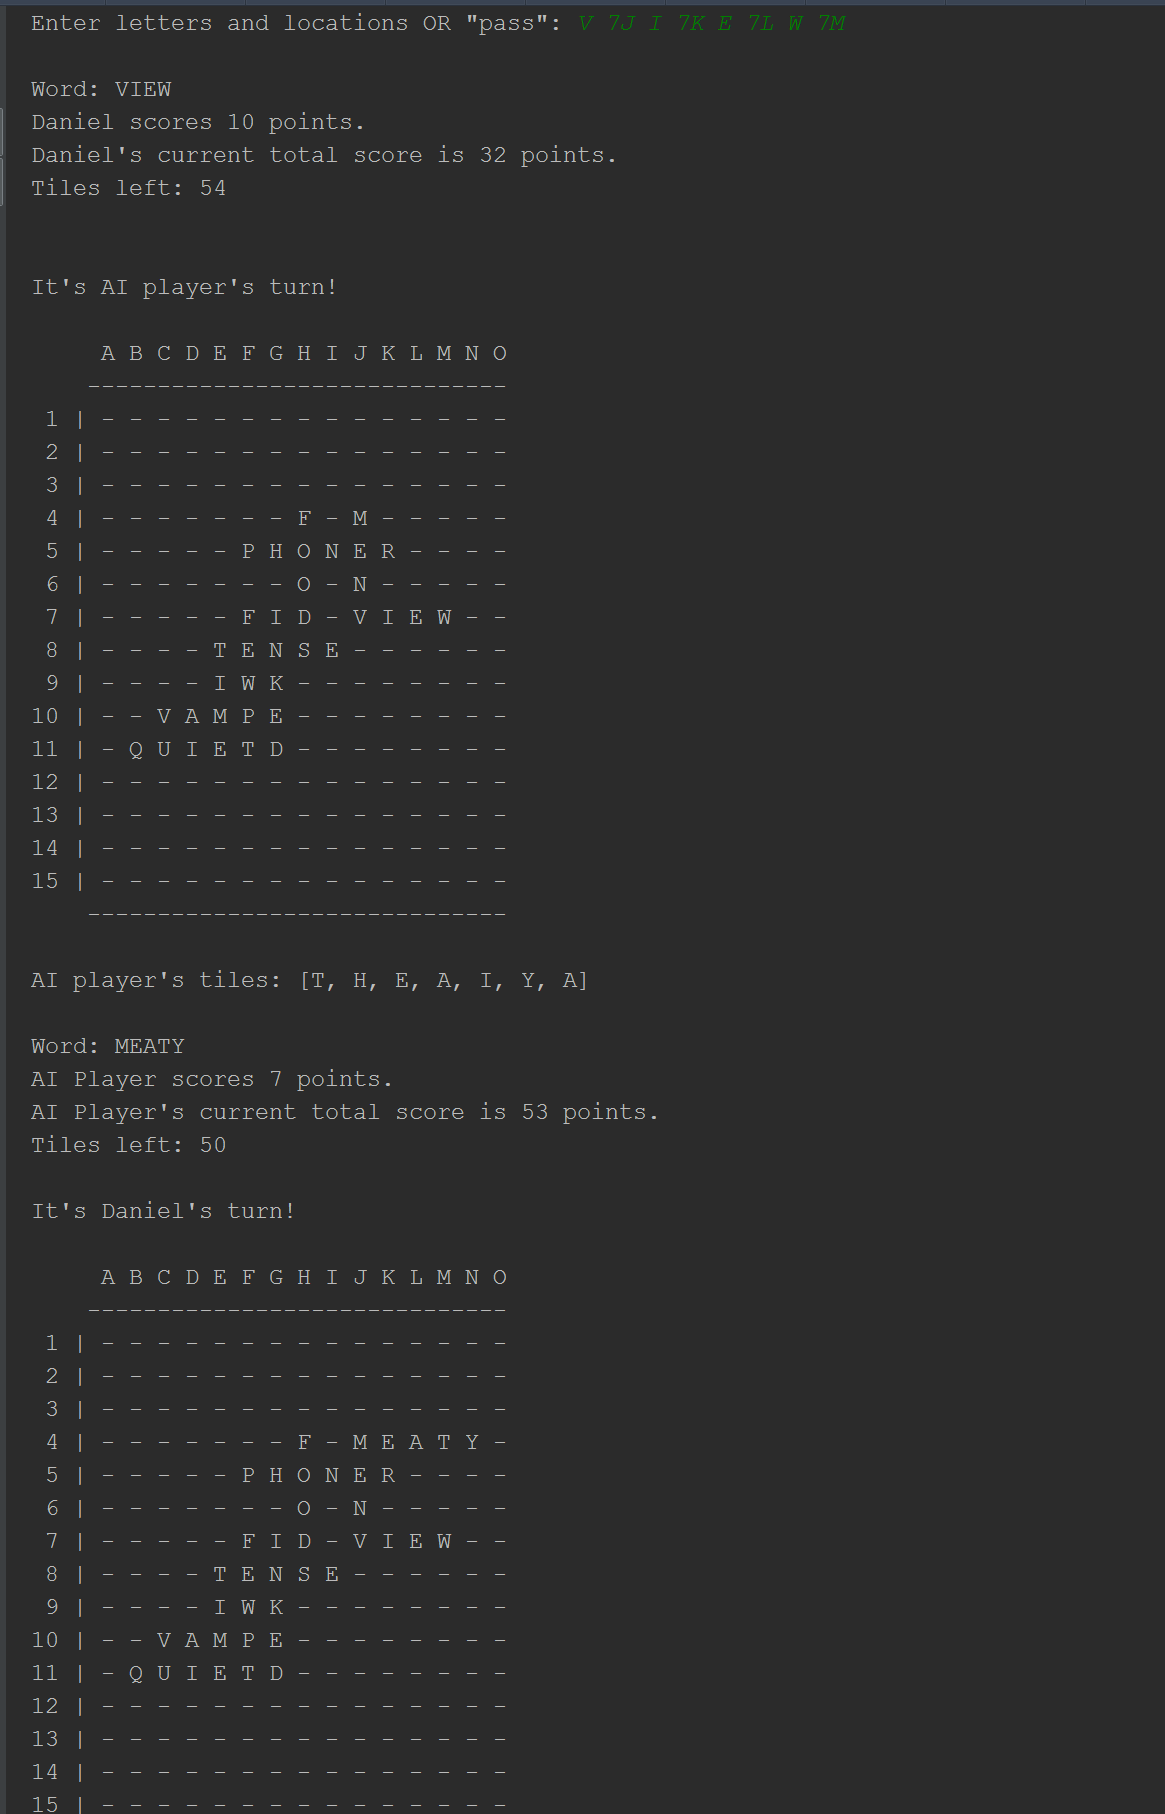 Enter letters and locations OR "pass": V 7J I 7K E 7L W 7M
Word: VIEW
Daniel scores 10 points.
Daniel's current total score is 32 points.
Tiles left: 54
It's AI player's turn!
A B C D E F G H I J K L M N O
------------------------------
1 | - - - - - - - - - - - - - - -
2 | - - - - - - - - - - - - - - -
3 | - - - - - - - - - - - - - - -
4 | - - - - - - - F - M - - - - -
5 | - - - - - P H O N E R - - - -
6 | - - - - - - - O - N - - - - -
7 | - - - - - F I D - V I E W - -
8 | - - - - T E N S E - - - - - -
9 | - - - - I W K - - - - - - - -
10 | - - V A M P E - - - - - - - -
11 | - Q U I E T D - - - - - - - -
12 | - - - - - - - - - - - - - - -
13 | - - - - - - - - - - - - - - -
14 | - - - - - - - - - - - - - - -
15 | - - - - - - - - - - - - - - -
------------------------------
AI player's tiles: [T, H, E, A, I, Y, A]
Word: MEATY
AI Player scores 7 points.
AI Player's current total score is 53 points.
Tiles left: 50
It's Daniel's turn!
A B C D E F G H I J K L M N O
------------------------------
1 | - - - - - - - - - - - - - - -
2 | - - - - - - - - - - - - - - -
3 | - - - - - - - - - - - - - - -
4 | - - - - - - - F - M E A T Y -
5 | - - - - - P H O N E R - - - -
6 | - - - - - - - O - N - - - - -
7 | - - - - - F I D - V I E W - -
8 | - - - - T E N S E - - - - - -
9 | - - - - I W K - - - - - - - -
10 | - - V A M P E - - - - - - - -
11 | - Q U I E T D - - - - - - - -
12 | - - - - - - - - - - - - - - -
13 | - - - - - - - - - - - - - - -
14 | - - - - - - - - - - - - - - -
15 | - - - - - - - - - - - - - - -